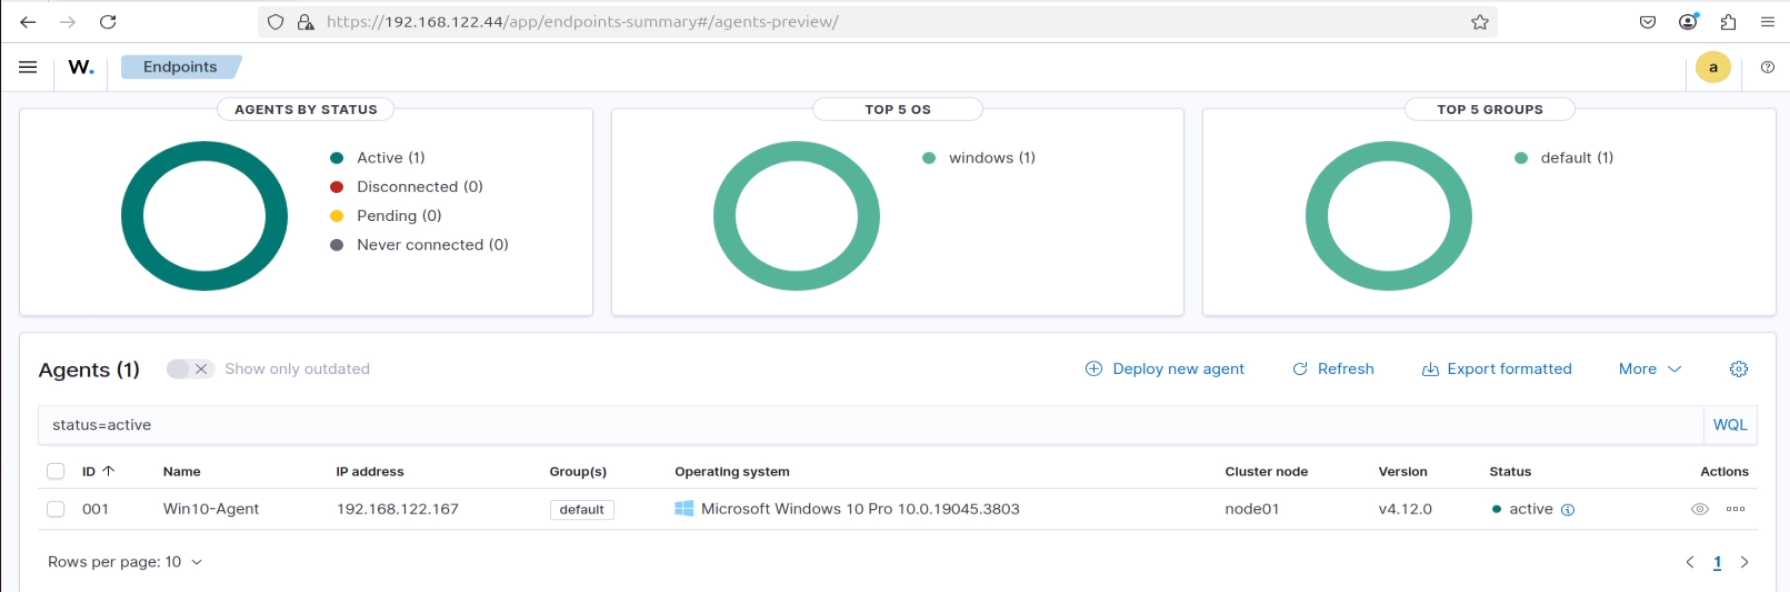 https://192.168.122.44/app/endpoints-summary#/agents-preview/
W. Endpoints a
AGENTS BY STATUS
Active (1)
Disconnected (0)
Pending (0)
Never connected (0)
TOP 5 OS
windows (1)
TOP 5 GROUPS
default (1)
Agents (1) Show only outdated Deploy new agent Refresh Export formatted More
status=active WQL
ID Name IP address Group(s) Operating system Cluster node Version Status Actions
001 Win10-Agent 192.168.122.167 default Microsoft Windows 10 Pro 10.0.19045.3803 node01 v4.12.0 active
Rows per page: 10 1